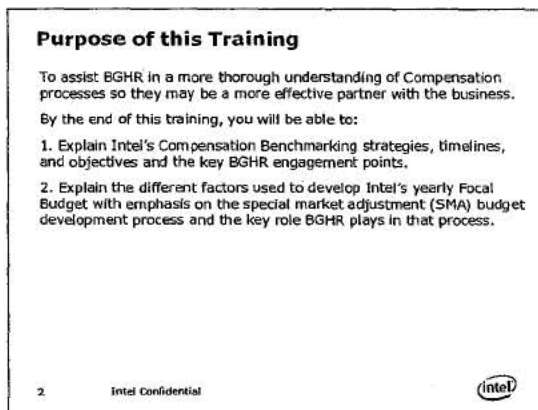 Purpose of this Training
To assist BGHR in a more thorough understanding of Compensation
processes so they may be a more effective partner with the business.
By the end of this training, you will be able to:
1. Explain Intel's Compensation Benchmarking strategies, timelines,
and objectives and the key BGHR engagement points.
2. Explain the different factors used to develop Intel's yearly Focal
Budget with emphasis on the special market adjustment (SMA) budget
development process and the key role BGHR plays in that process.
2 Intel Confidential intel